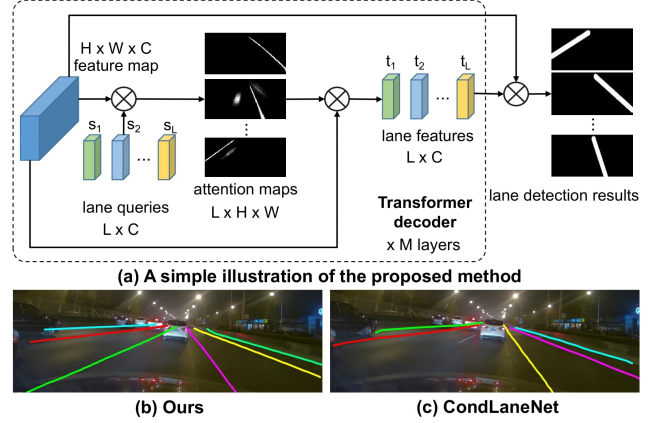 H x W x C
feature map
s1 s2 ... sL
lane queries
L x C
attention maps
L x H x W
t1 t2 ... tL
lane features
L x C
Transformer
decoder
x M layers
lane detection results
(a) A simple illustration of the proposed method
(b) Ours
(c) CondLaneNet